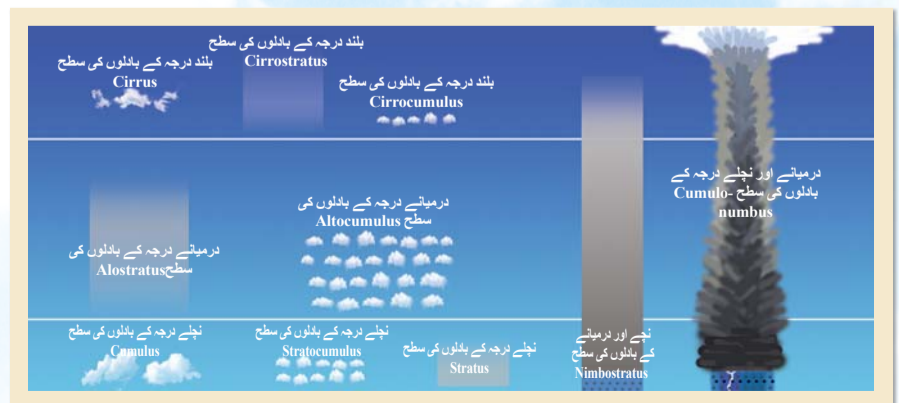 بلند درجہ کے بادلوں کی سطح
Cirrus
بلند درجہ کے بادلوں کی سطح
Cirrostratus
بلند درجہ کے بادلوں کی سطح
Cirrocumulus
درمیانے اور نچلے درجہ کے
بادلوں کی سطح Cumulo-
numbus
درمیانے درجہ کے بادلوں کی
سطح Altocumulus
درمیانے درجہ کے بادلوں کی
سطحAlostratus
نچلے درجہ کے بادلوں کی سطح
Cumulus
نچلے درجہ کے بادلوں کی سطح
Stratocumulus
نچلے درجہ کے بادلوں کی سطح
Stratus
نچے اور درمیانے
کے بادلوں کی سطح
Nimbostratus